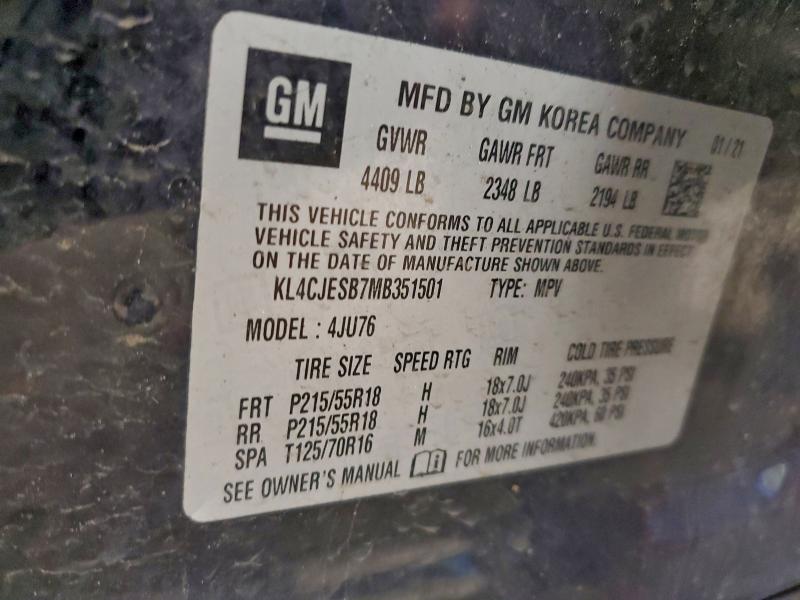 GM
MFD BY GM KOREA COMPANY 01/21
GVWR GAWR FRT GAWR RR
4409 LB 2348 LB 2194 LB
THIS VEHICLE CONFORMS TO ALL APPLICABLE U.S. FEDERAL MOTOR
VEHICLE SAFETY AND THEFT PREVENTION STANDARDS IN EFFECT
ON THE DATE OF MANUFACTURE SHOWN ABOVE.
KL4CJESB7MB351501 TYPE: MPV
MODEL : 4JU76
TIRE SIZE SPEED RTG RIM COLD TIRE PRESSURE
FRT P215/55R18 H 18x7.0J 240KPA, 35 PSI
RR P215/55R18 H 18x7.0J 240KPA, 35 PSI
SPA T125/70R16 M 16x4.0T 420KPA, 60 PSI
SEE OWNER'S MANUAL FOR MORE INFORMATION.